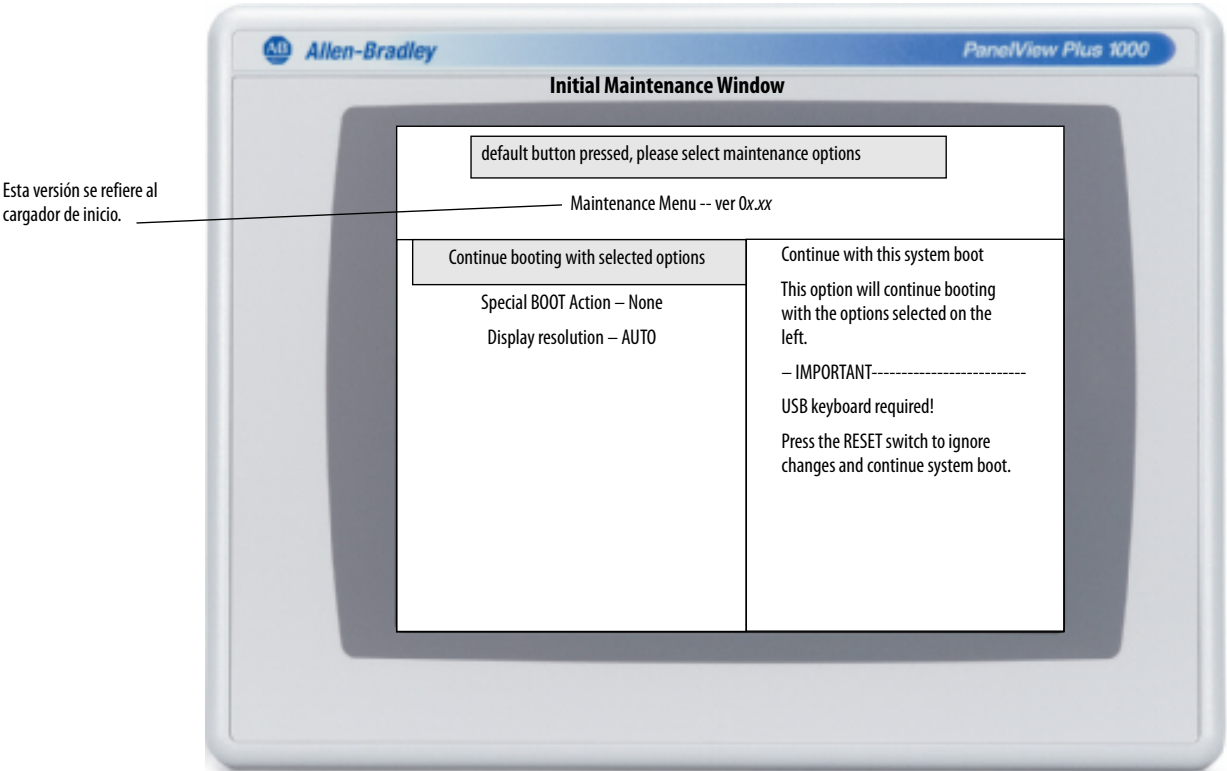 AB Allen-Bradley
PanelView Plus 1000
Initial Maintenance Window
default button pressed, please select maintenance options
Esta versión se refiere al
cargador de inicio.
Maintenance Menu -- ver 0x.xx
Continue booting with selected options
Special BOOT Action – None
Display resolution – AUTO
Continue with this system boot
This option will continue booting
with the options selected on the
left.
– IMPORTANT--------------------------
USB keyboard required!
Press the RESET switch to ignore
changes and continue system boot.